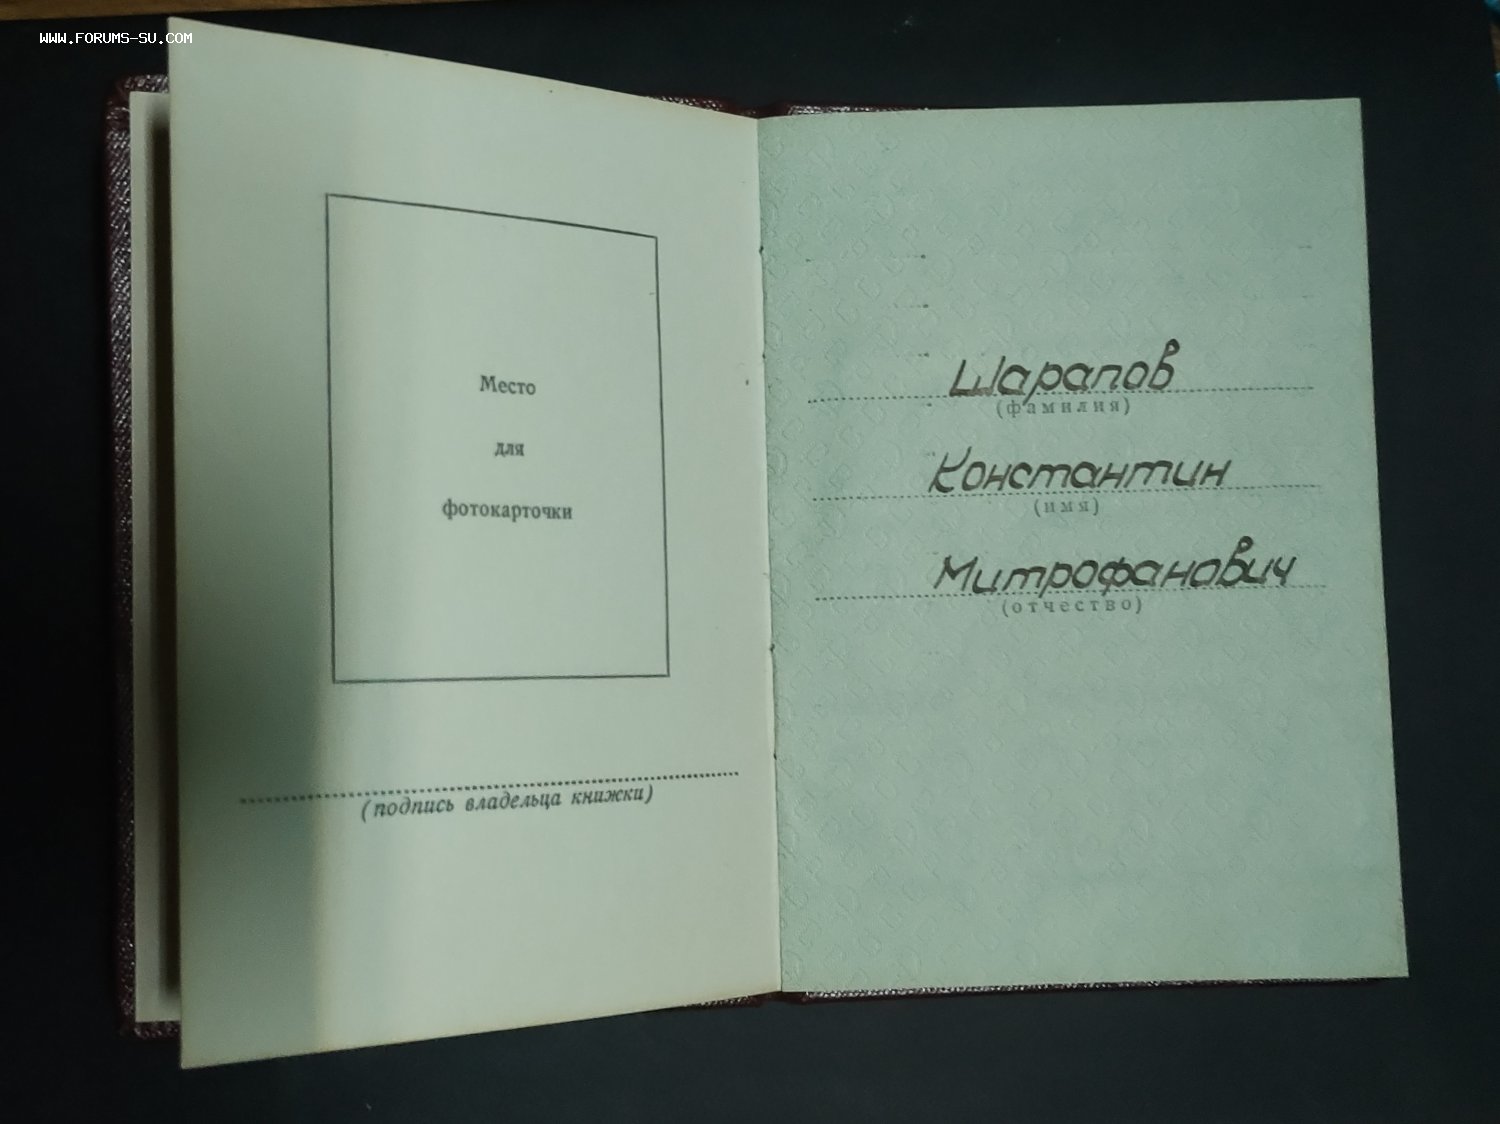 WWW.FORUMS-SU.COM
Место
для
фотокарточки
(подпись владельца книжки)
Шарапов
(фамилия)
Константин
(имя)
Митрофанович
(отчество)